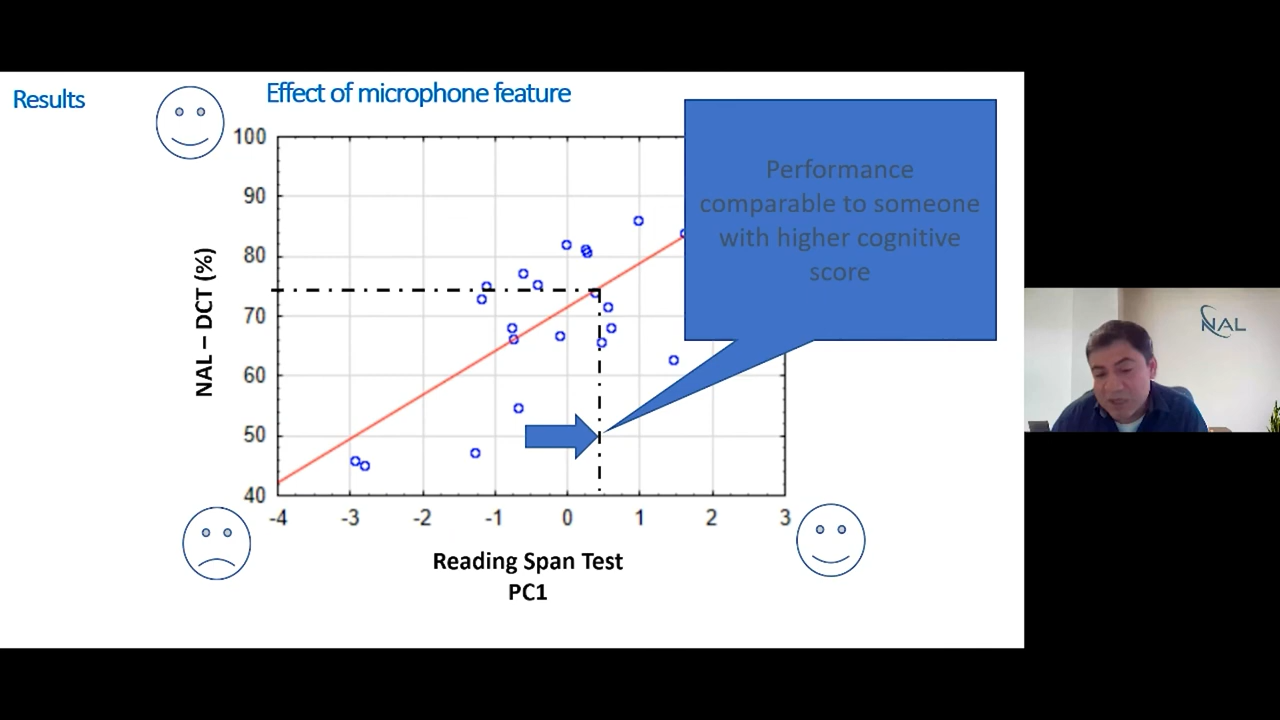 Results
Effect of microphone feature
Performance
comparable to someone
with higher cognitive
score
NAL – DCT (%)
100
90
80
70
60
50
40
-4 -3 -2 -1 0 1 2 3
Reading Span Test
PC1
NAL